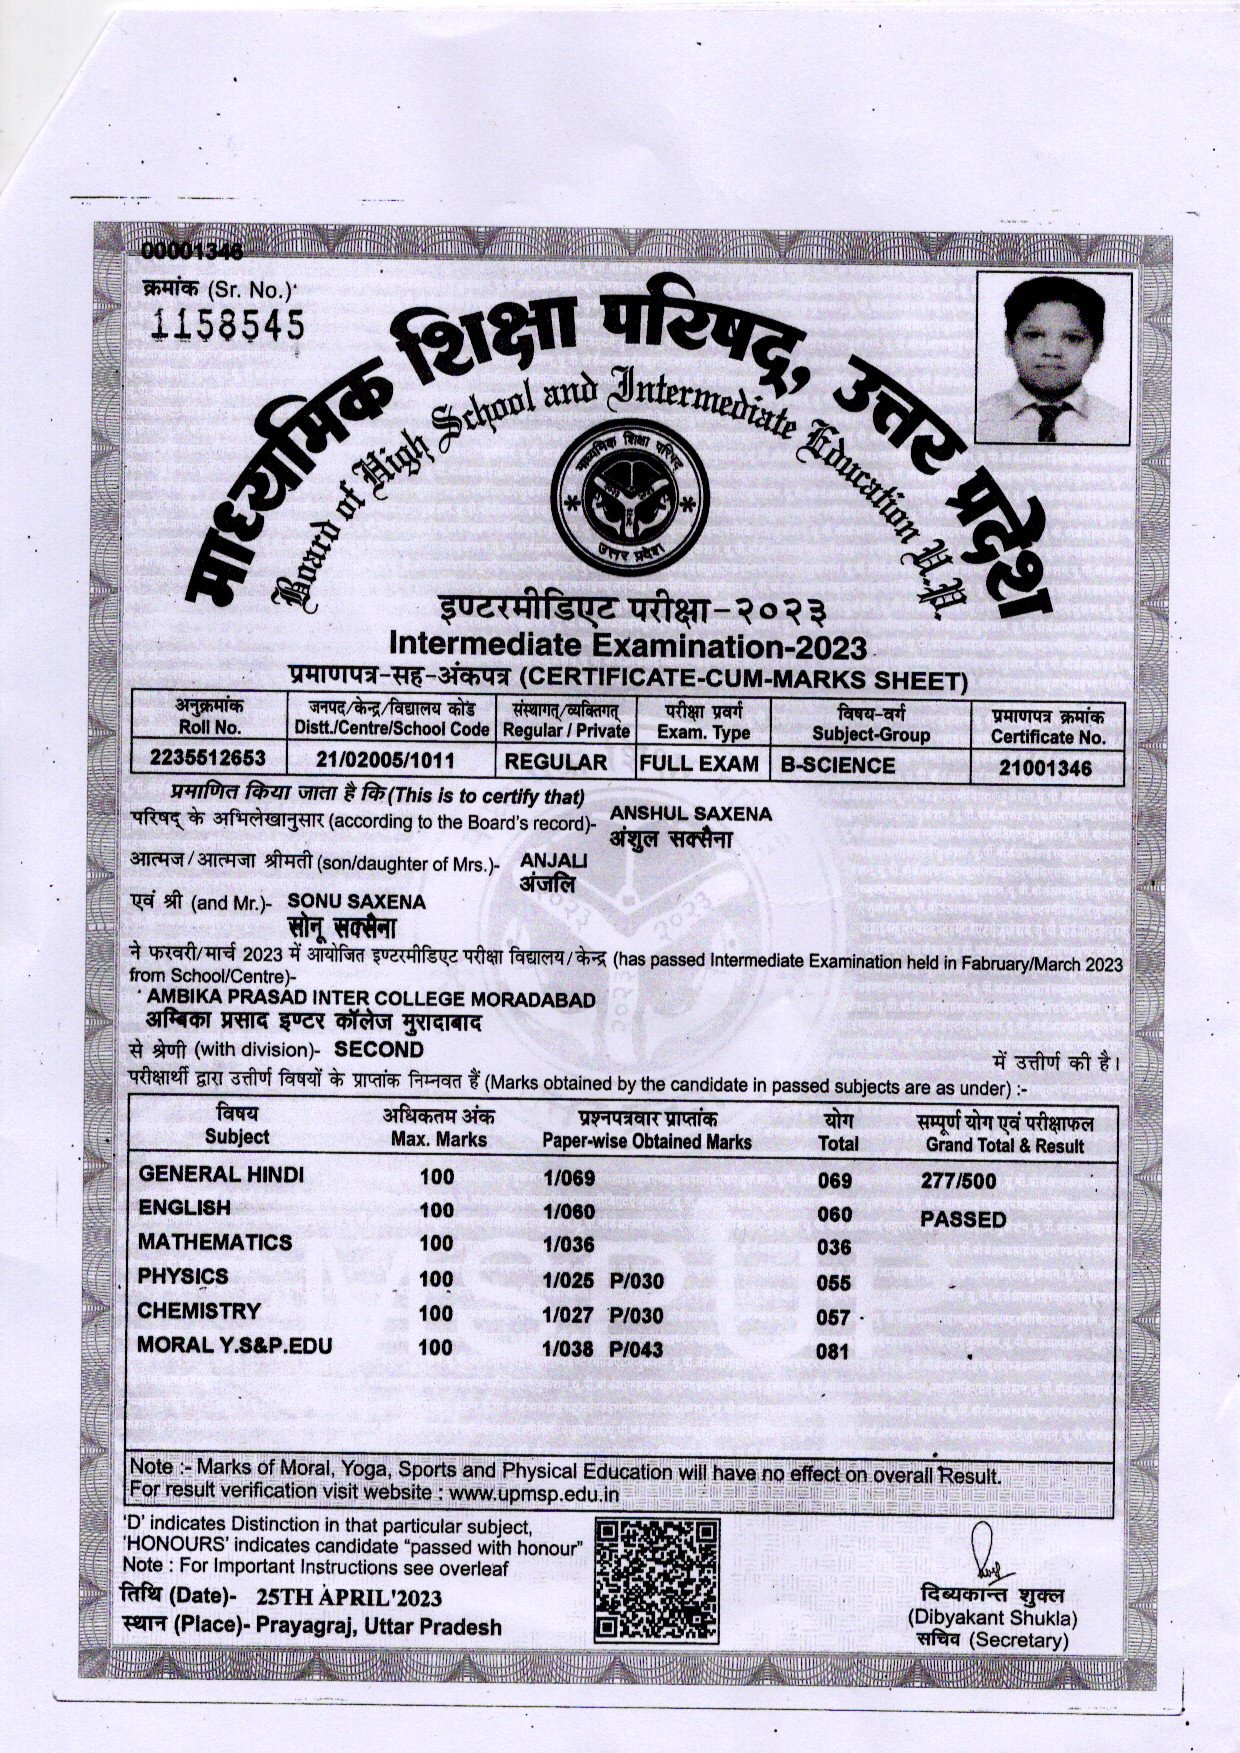 00001346
क्रमांक (Sr. No.)
1158545
माध्यमिक शिक्षा परिषद्, उत्तर प्रदेश
Board of High School and Intermediate Education U.P.
माध्यमिक शिक्षा परिषद
उत्तर प्रदेश
इण्टरमीडिएट परीक्षा-२०२३
Intermediate Examination-2023
प्रमाणपत्र-सह-अंकपत्र (CERTIFICATE-CUM-MARKS SHEET)
अनुक्रमांक जनपद/केन्द्र/विद्यालय कोड संस्थागत्/व्यक्तिगत् परीक्षा प्रवर्ग विषय-वर्ग प्रमाणपत्र क्रमांक
Roll No. Distt./Centre/School Code Regular / Private Exam. Type Subject-Group Certificate No.
2235512653 21/02005/1011 REGULAR FULL EXAM B-SCIENCE 21001346
प्रमाणित किया जाता है कि (This is to certify that)
परिषद् के अभिलेखानुसार (according to the Board's record)- ANSHUL SAXENA
अंशुल सक्सैना
आत्मज/आत्मजा श्रीमती (son/daughter of Mrs.)- ANJALI
अंजलि
एवं श्री (and Mr.)- SONU SAXENA
सोनू सक्सैना
ने फरवरी/मार्च 2023 में आयोजित इण्टरमीडिएट परीक्षा विद्यालय/केन्द्र (has passed Intermediate Examination held in Fabruary/March 2023
from School/Centre)-
AMBIKA PRASAD INTER COLLEGE MORADABAD
अम्बिका प्रसाद इण्टर कॉलेज मुरादाबाद
से श्रेणी (with division)- SECOND में उत्तीर्ण की है।
परीक्षार्थी द्वारा उत्तीर्ण विषयों के प्राप्तांक निम्नवत हैं (Marks obtained by the candidate in passed subjects are as under) :-
विषय अधिकतम अंक प्रश्नपत्रवार प्राप्तांक योग सम्पूर्ण योग एवं परीक्षाफल
Subject Max. Marks Paper-wise Obtained Marks Total Grand Total & Result
GENERAL HINDI 100 1/069 069 277/500
ENGLISH 100 1/060 060 PASSED
MATHEMATICS 100 1/036 036
PHYSICS 100 1/025 P/030 055
CHEMISTRY 100 1/027 P/030 057
MORAL Y.S&P.EDU 100 1/038 P/043 081
Note :- Marks of Moral, Yoga, Sports and Physical Education will have no effect on overall Result.
For result verification visit website : www.upmsp.edu.in
'D' indicates Distinction in that particular subject,
'HONOURS' indicates candidate "passed with honour"
Note : For Important Instructions see overleaf
तिथि (Date)- 25TH APRIL'2023
स्थान (Place)- Prayagraj, Uttar Pradesh
दिब्यकान्त शुक्ल
(Dibyakant Shukla)
सचिव (Secretary)